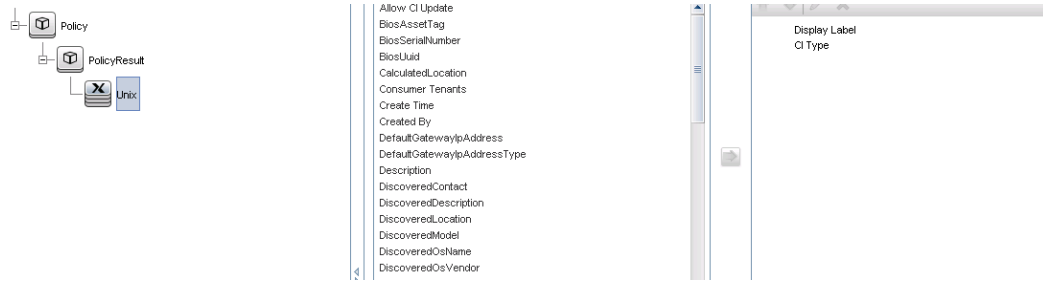 Policy
PolicyResult
Unix
Allow CI Update
BiosAssetTag
BiosSerialNumber
BiosUuid
CalculatedLocation
Consumer Tenants
Create Time
Created By
DefaultGatewayIpAddress
DefaultGatewayIpAddressType
Description
DiscoveredContact
DiscoveredDescription
DiscoveredLocation
DiscoveredModel
DiscoveredOsName
DiscoveredOsVendor
Display Label
CI Type